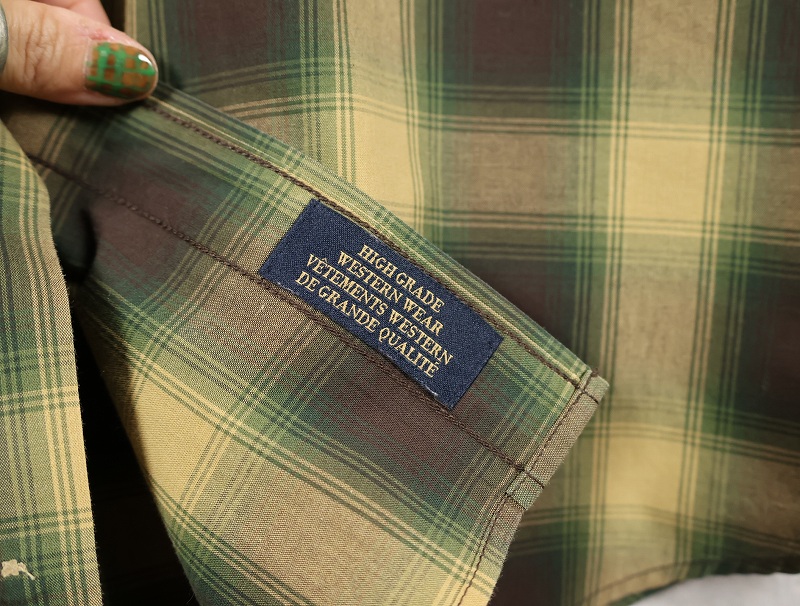 HIGH GRADE
WESTERN WEAR
VÊTEMENTS WESTERN
DE GRANDE QUALITÉ